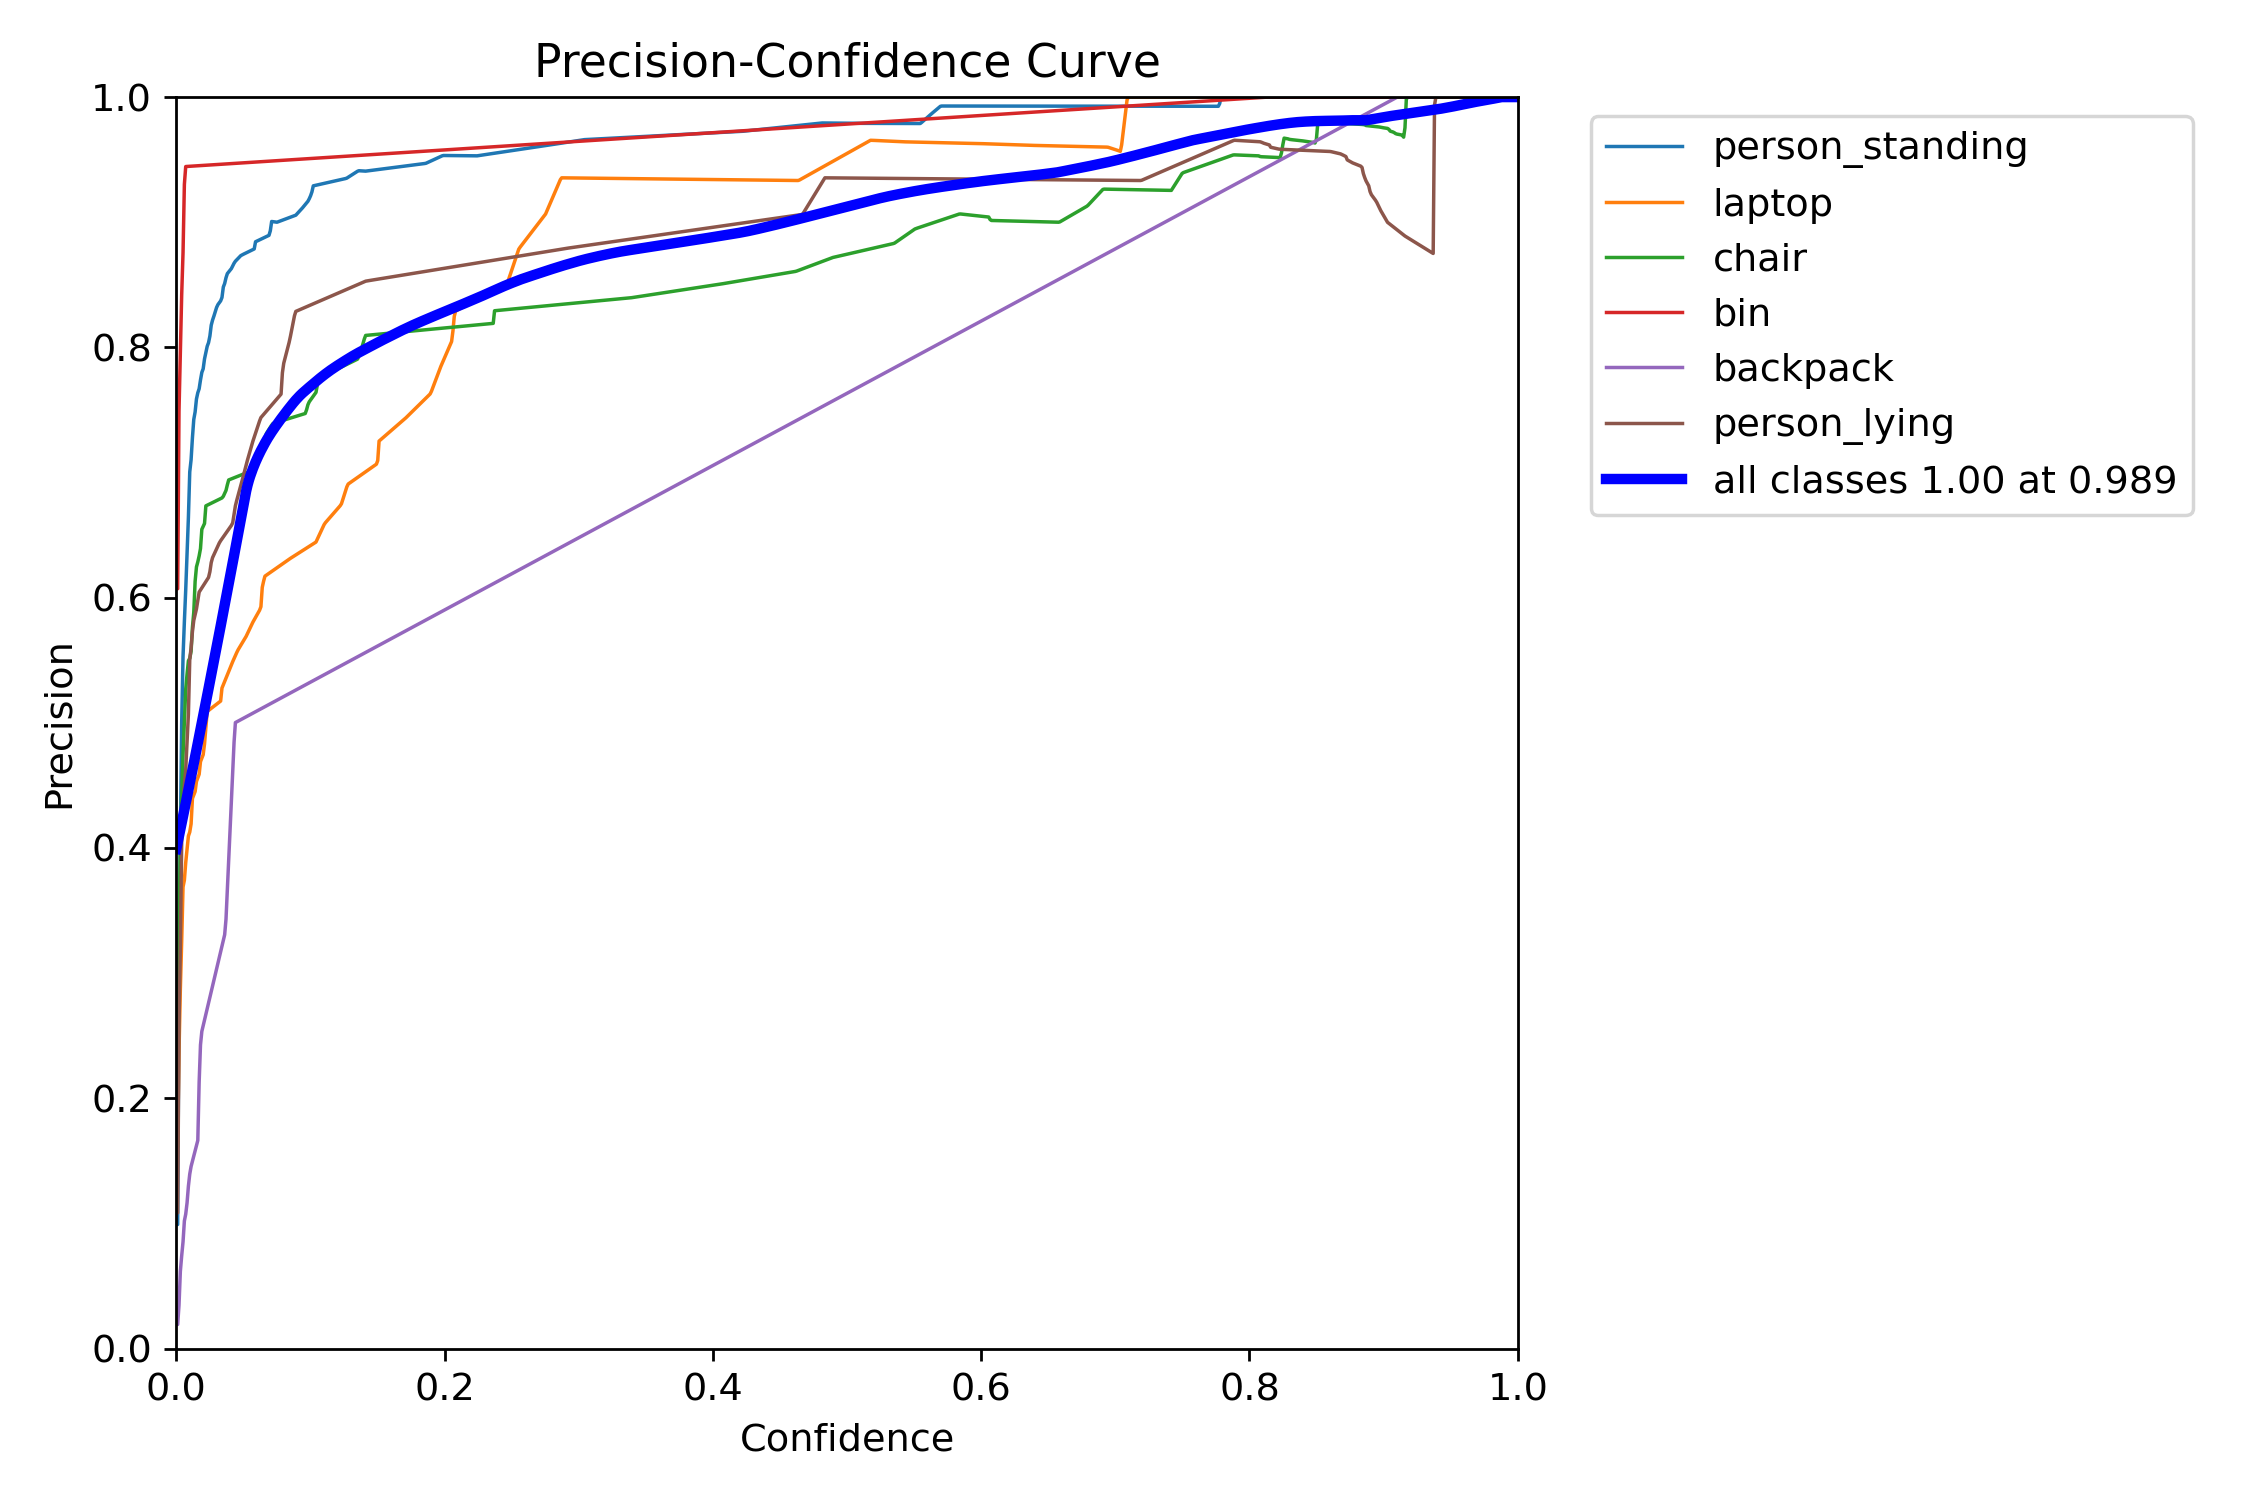 Precision-Confidence Curve
1.0
0.8
0.6
0.4
0.2
0.0
Precision
0.0 0.2 0.4 0.6 0.8 1.0
Confidence
person_standing
laptop
chair
bin
backpack
person_lying
all classes 1.00 at 0.989